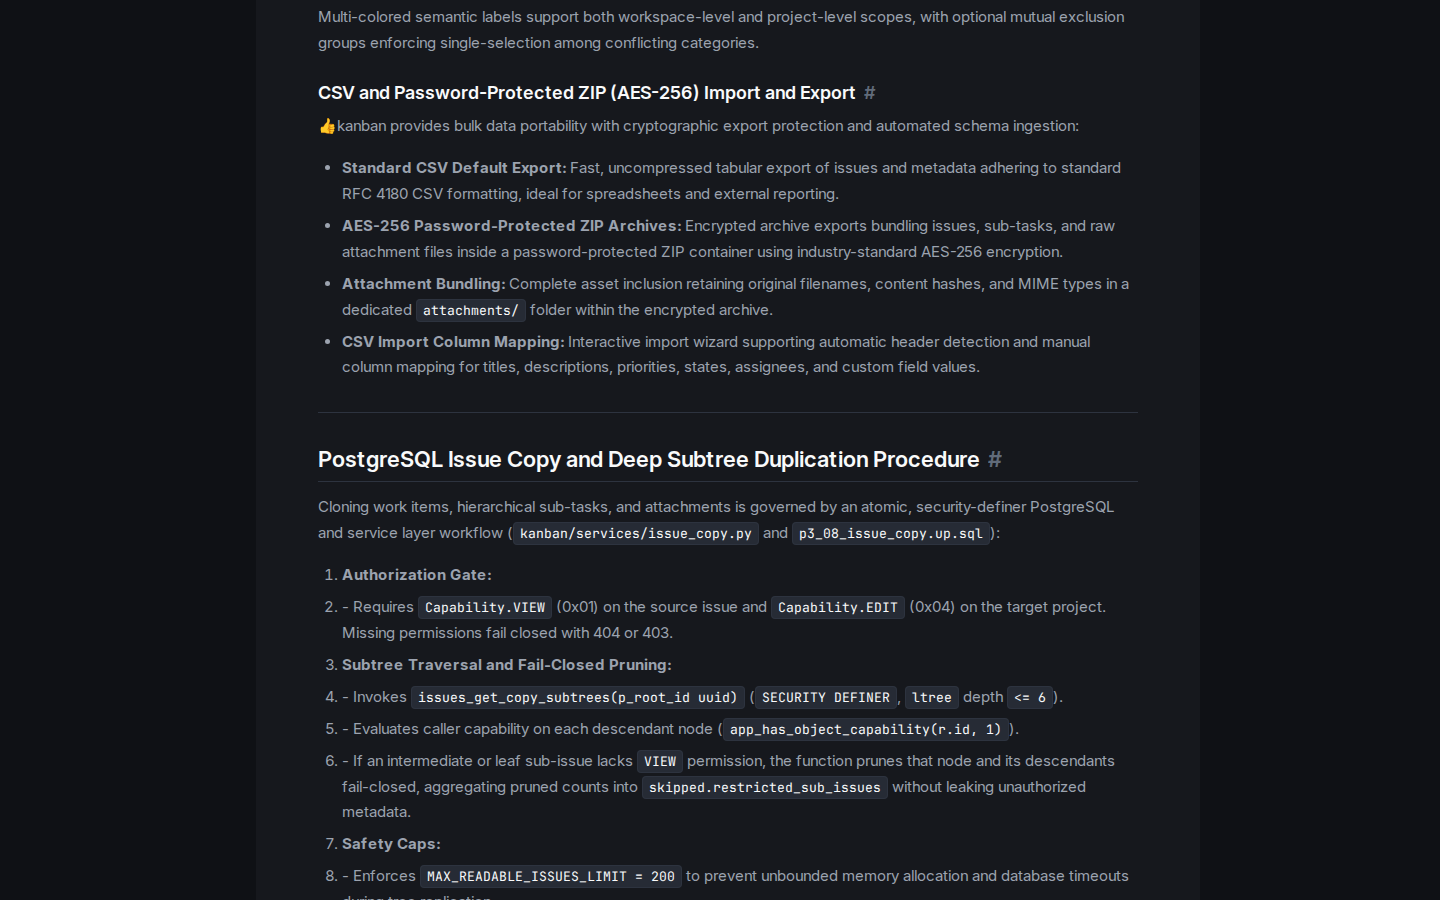 Multi-colored semantic labels support both workspace-level and project-level scopes, with optional mutual exclusion
groups enforcing single-selection among conflicting categories.
CSV and Password-Protected ZIP (AES-256) Import and Export #
👍kanban provides bulk data portability with cryptographic export protection and automated schema ingestion:
• Standard CSV Default Export: Fast, uncompressed tabular export of issues and metadata adhering to standard
RFC 4180 CSV formatting, ideal for spreadsheets and external reporting.
• AES-256 Password-Protected ZIP Archives: Encrypted archive exports bundling issues, sub-tasks, and raw
attachment files inside a password-protected ZIP container using industry-standard AES-256 encryption.
• Attachment Bundling: Complete asset inclusion retaining original filenames, content hashes, and MIME types in a
dedicated attachments/ folder within the encrypted archive.
• CSV Import Column Mapping: Interactive import wizard supporting automatic header detection and manual
column mapping for titles, descriptions, priorities, states, assignees, and custom field values.
PostgreSQL Issue Copy and Deep Subtree Duplication Procedure #
Cloning work items, hierarchical sub-tasks, and attachments is governed by an atomic, security-definer PostgreSQL
and service layer workflow (kanban/services/issue_copy.py and p3_08_issue_copy.up.sql):
1. Authorization Gate:
2. - Requires Capability.VIEW (0x01) on the source issue and Capability.EDIT (0x04) on the target project.
Missing permissions fail closed with 404 or 403.
3. Subtree Traversal and Fail-Closed Pruning:
4. - Invokes issues_get_copy_subtrees(p_root_id uuid) (SECURITY DEFINER, ltree depth <= 6).
5. - Evaluates caller capability on each descendant node (app_has_object_capability(r.id, 1)).
6. - If an intermediate or leaf sub-issue lacks VIEW permission, the function prunes that node and its descendants
fail-closed, aggregating pruned counts into skipped.restricted_sub_issues without leaking unauthorized
metadata.
7. Safety Caps:
8. - Enforces MAX_READABLE_ISSUES_LIMIT = 200 to prevent unbounded memory allocation and database timeouts
during tree replication.